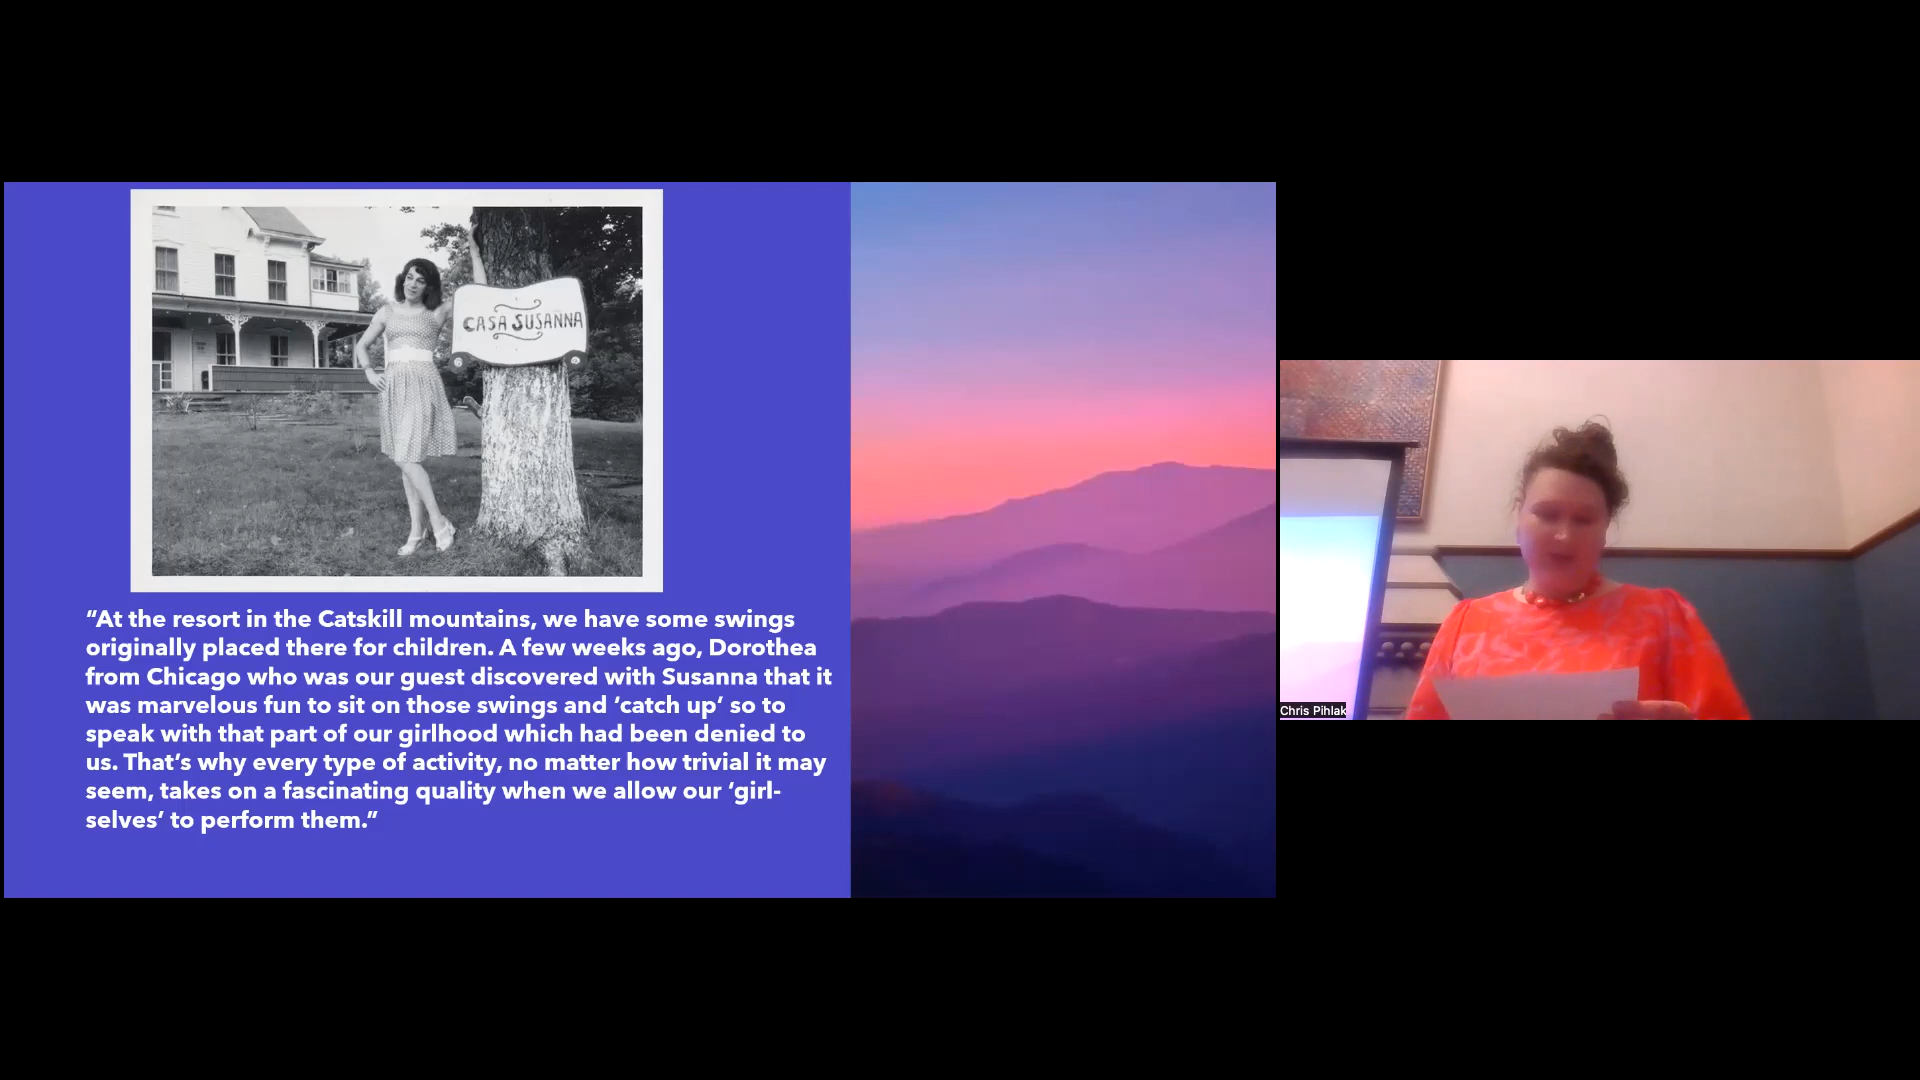 CASA SUSANNA
“At the resort in the Catskill mountains, we have some swings
originally placed there for children. A few weeks ago, Dorothea
from Chicago who was our guest discovered with Susanna that it
was marvelous fun to sit on those swings and ‘catch up’ so to
speak with that part of our girlhood which had been denied to
us. That’s why every type of activity, no matter how trivial it may
seem, takes on a fascinating quality when we allow our ‘girl-
selves’ to perform them.”
Chris Pihlak